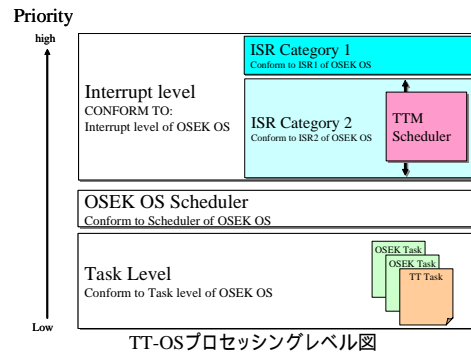 Priority
high
ISR Category 1
Conform to ISR1 of OSEK OS
Interrupt level
CONFORM TO:
Interrupt level of OSEK OS
ISR Category 2
Conform to ISR2 of OSEK OS
TTM
Scheduler
OSEK OS Scheduler
Conform to Scheduler of OSEK OS
Task Level
Conform to Task level of OSEK OS
OSEK Task
OSEK Task
TT Task
Low
TT-OSプロセッシングレベル図